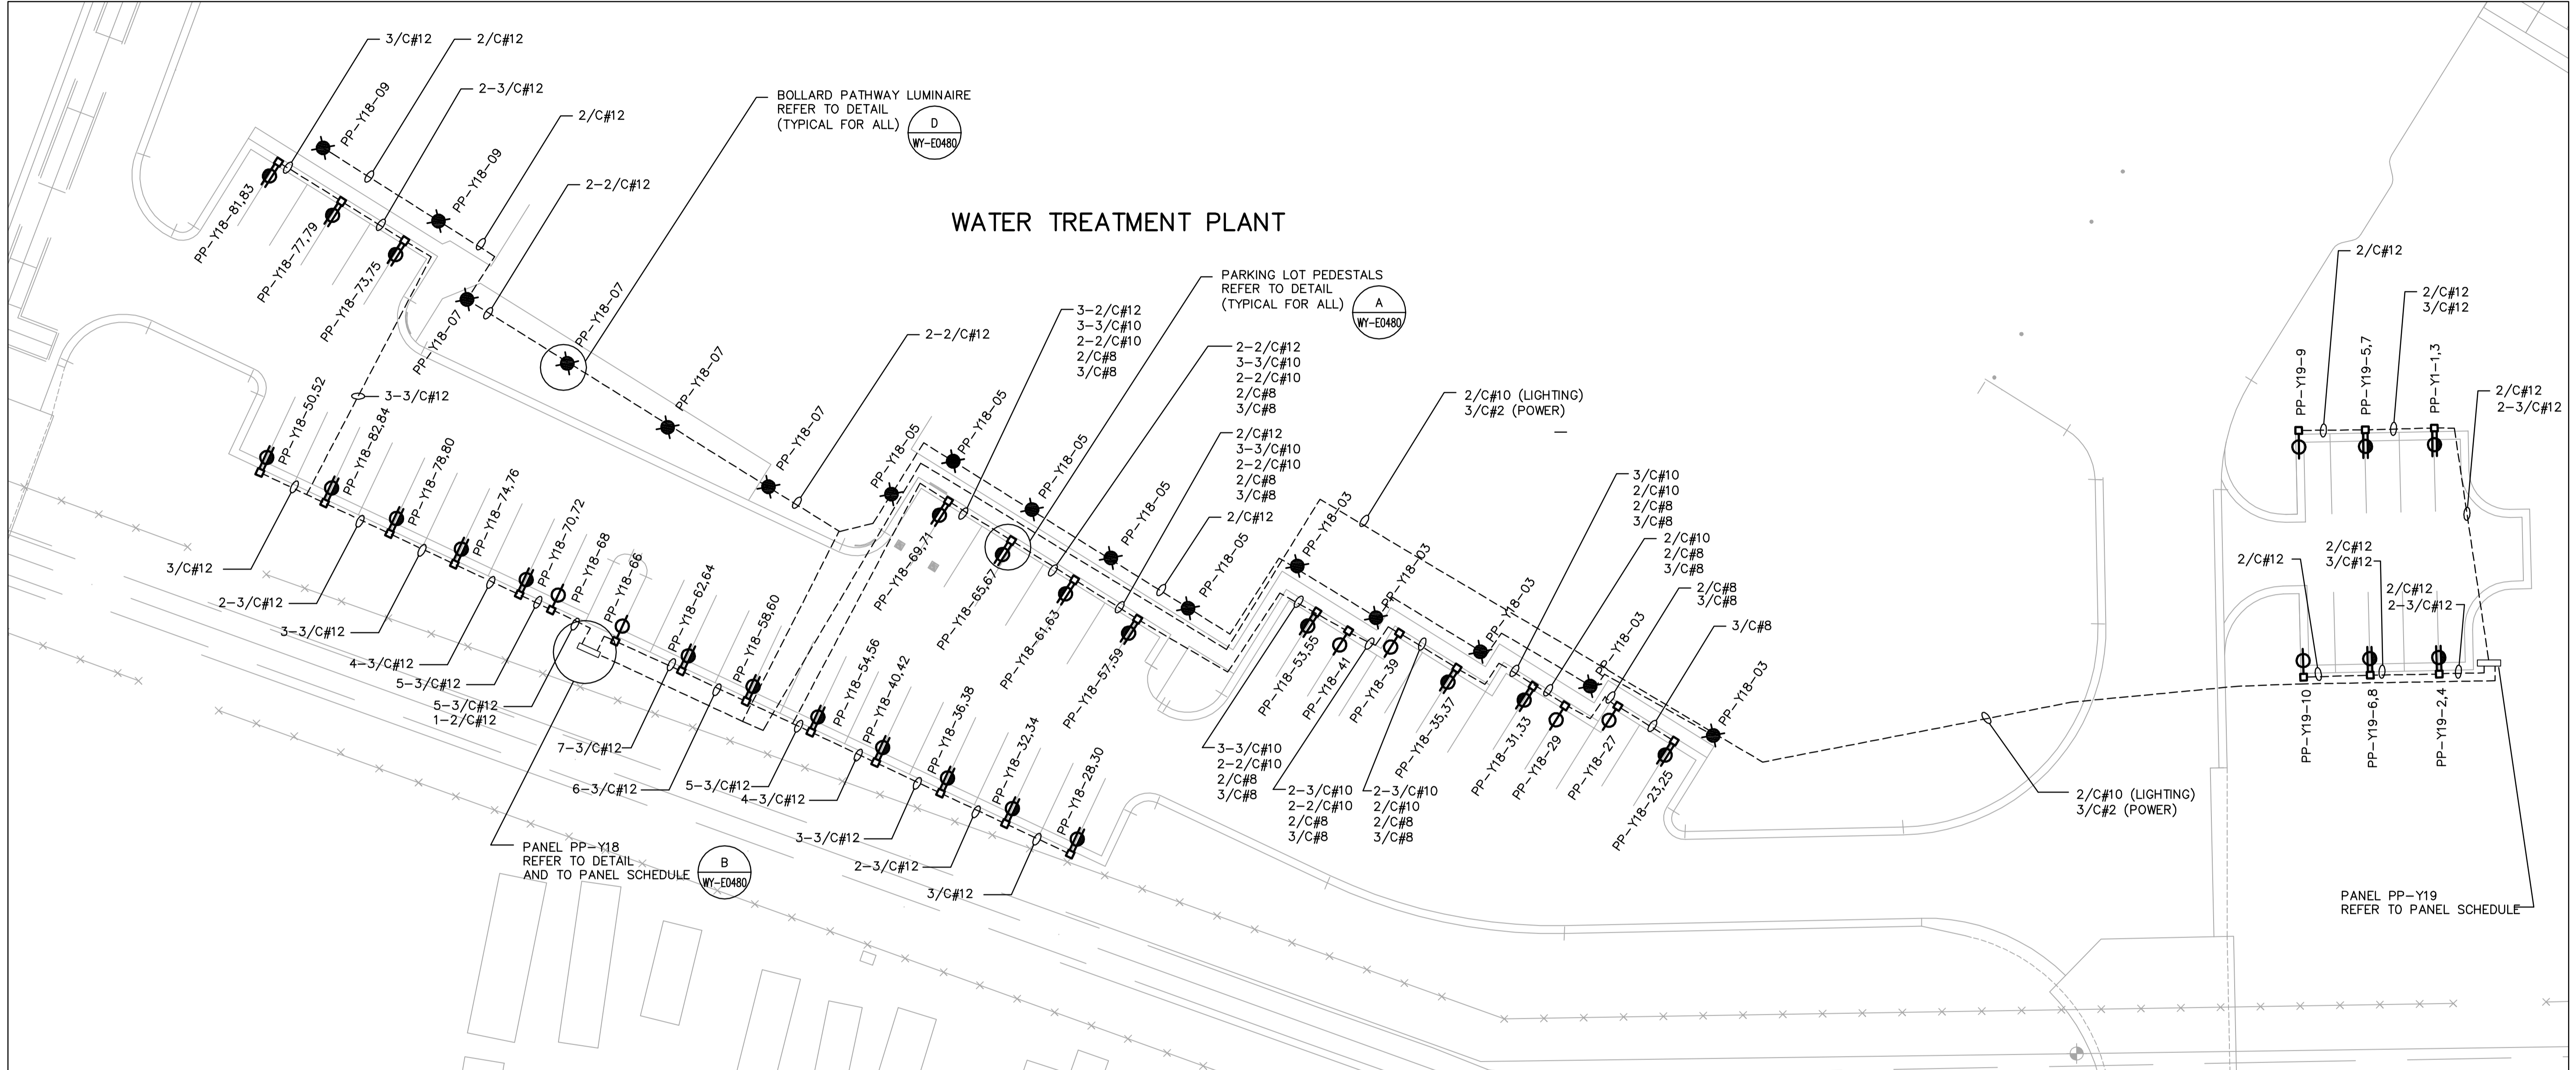 3/C#12
2/C#12
2-3/C#12
2/C#12
2-2/C#12
BOLLARD PATHWAY LUMINAIRE
REFER TO DETAIL
(TYPICAL FOR ALL)
D
WY-E0480
PP-Y18-09
PP-Y18-09
PP-Y18-81,83
PP-Y18-77,79
PP-Y18-73,75
WATER TREATMENT PLANT
PP-Y18-07
PP-Y18-07
PP-Y18-07
PP-Y18-07
3-3/C#12
2-2/C#12
PARKING LOT PEDESTALS
REFER TO DETAIL
(TYPICAL FOR ALL)
A
WY-E0480
3-2/C#12
3-3/C#10
2-2/C#10
2/C#8
3/C#8
2-2/C#12
3-3/C#10
2-2/C#10
2/C#8
3/C#8
2/C#12
3-3/C#10
2-2/C#10
2/C#8
3/C#8
2/C#12
2/C#10 (LIGHTING)
3/C#2 (POWER)
PP-Y18-05
PP-Y18-05
PP-Y18-05
PP-Y18-05
PP-Y18-05
PP-Y18-69,71
PP-Y18-65,67
PP-Y18-61,63
PP-Y18-57,59
PP-Y18-50,52
PP-Y18-82,84
PP-Y18-78,80
PP-Y18-74,76
PP-Y18-70,72
PP-Y18-68
PP-Y18-66
PP-Y18-62,64
PP-Y18-58,60
PP-Y18-54,56
PP-Y18-40,42
PP-Y18-36,38
PP-Y18-32,34
PP-Y18-28,30
3/C#12
2-3/C#12
3-3/C#12
4-3/C#12
5-3/C#12
5-3/C#12
1-2/C#12
7-3/C#12
6-3/C#12
5-3/C#12
4-3/C#12
3-3/C#12
2-3/C#12
3/C#12
PANEL PP-Y18
REFER TO DETAIL
AND TO PANEL SCHEDULE
B
WY-E0480
PP-Y18-03
PP-Y18-03
PP-Y18-03
PP-Y18-03
PP-Y18-03
3/C#10
2/C#10
2/C#8
3/C#8
2/C#10
2/C#8
3/C#8
2/C#8
3/C#8
3/C#8
PP-Y18-53,55
PP-Y18-41
PP-Y18-39
PP-Y18-35,37
PP-Y18-31,33
PP-Y18-29
PP-Y18-27
PP-Y18-23,25
3-3/C#10
2-2/C#10
2/C#8
3/C#8
2-3/C#10
2-2/C#10
2/C#8
3/C#8
2-3/C#10
2/C#10
2/C#8
3/C#8
2/C#12
2/C#12
3/C#12
2/C#12
2-3/C#12
PP-Y19-9
PP-Y19-5,7
PP-Y1-1,3
2/C#12
2/C#12
3/C#12
2/C#12
2-3/C#12
PP-Y19-10
PP-Y19-6,8
PP-Y19-2,4
2/C#10 (LIGHTING)
3/C#2 (POWER)
PANEL PP-Y19
REFER TO PANEL SCHEDULE